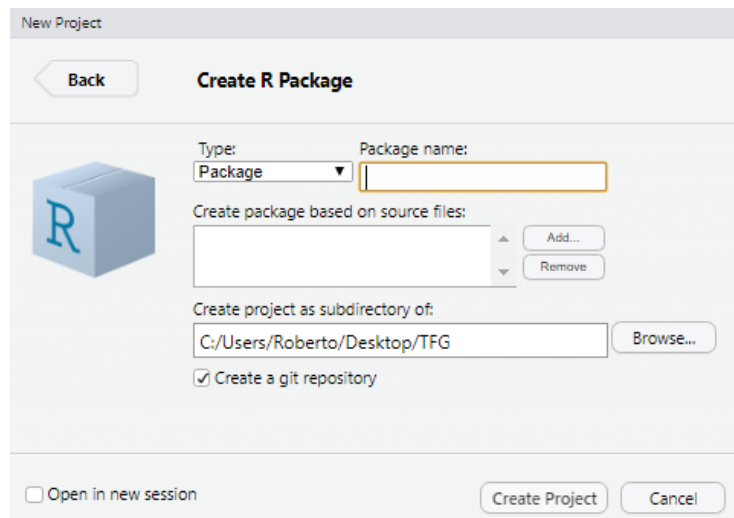 New Project
Back
Create R Package
Type:
Package name:
Package
Create package based on source files:
Add...
Remove
R
Create project as subdirectory of:
C:/Users/Roberto/Desktop/TFG
Browse...
Create a git repository
Open in new session
Create Project
Cancel